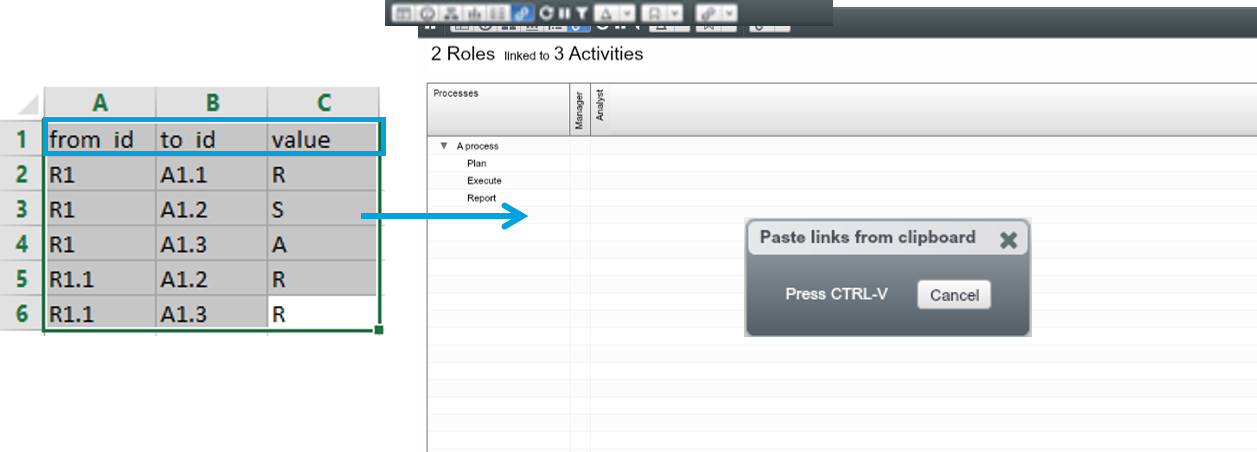 2 Roles linked to 3 Activities
Processes
Manager
Analyst
A process
Plan
Execute
Report
A B C
1 from_id to_id value
2 R1 A1.1 R
3 R1 A1.2 S
4 R1 A1.3 A
5 R1.1 A1.2 R
6 R1.1 A1.3 R
Paste links from clipboard
Press CTRL-V Cancel